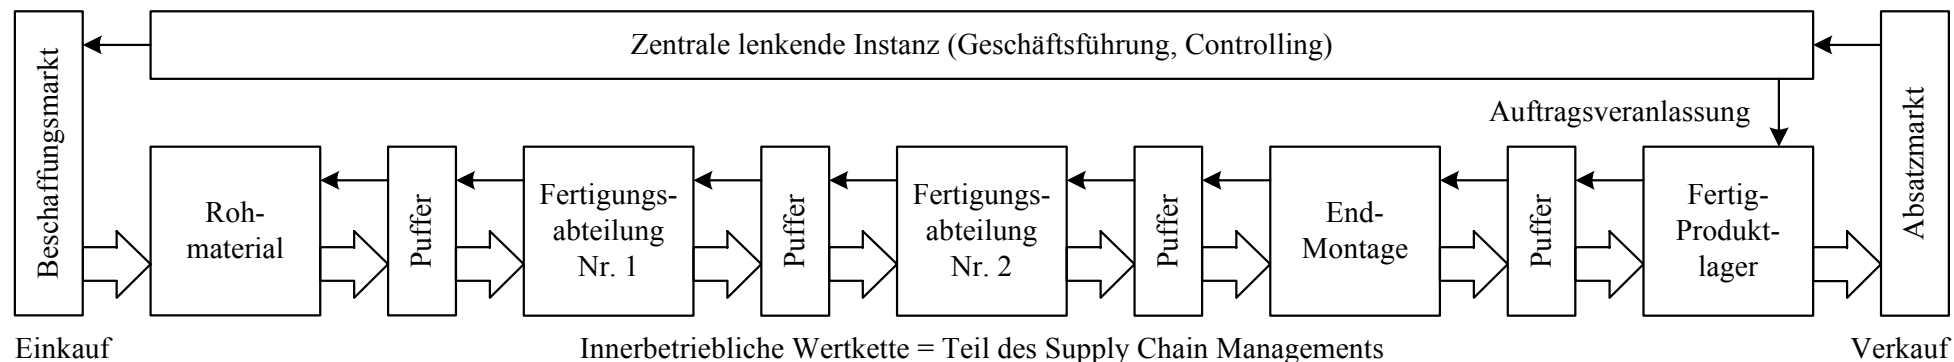 Zentrale lenkende Instanz (Geschäftsführung, Controlling)
Beschaffungsmarkt
Auftragsveranlassung
Absatzmarkt
Roh-
material
Puffer
Fertigungs-
abteilung
Nr. 1
Puffer
Fertigungs-
abteilung
Nr. 2
Puffer
End-
Montage
Puffer
Fertig-
Produkt-
lager
Einkauf
Innerbetriebliche Wertkette = Teil des Supply Chain Managements
Verkauf